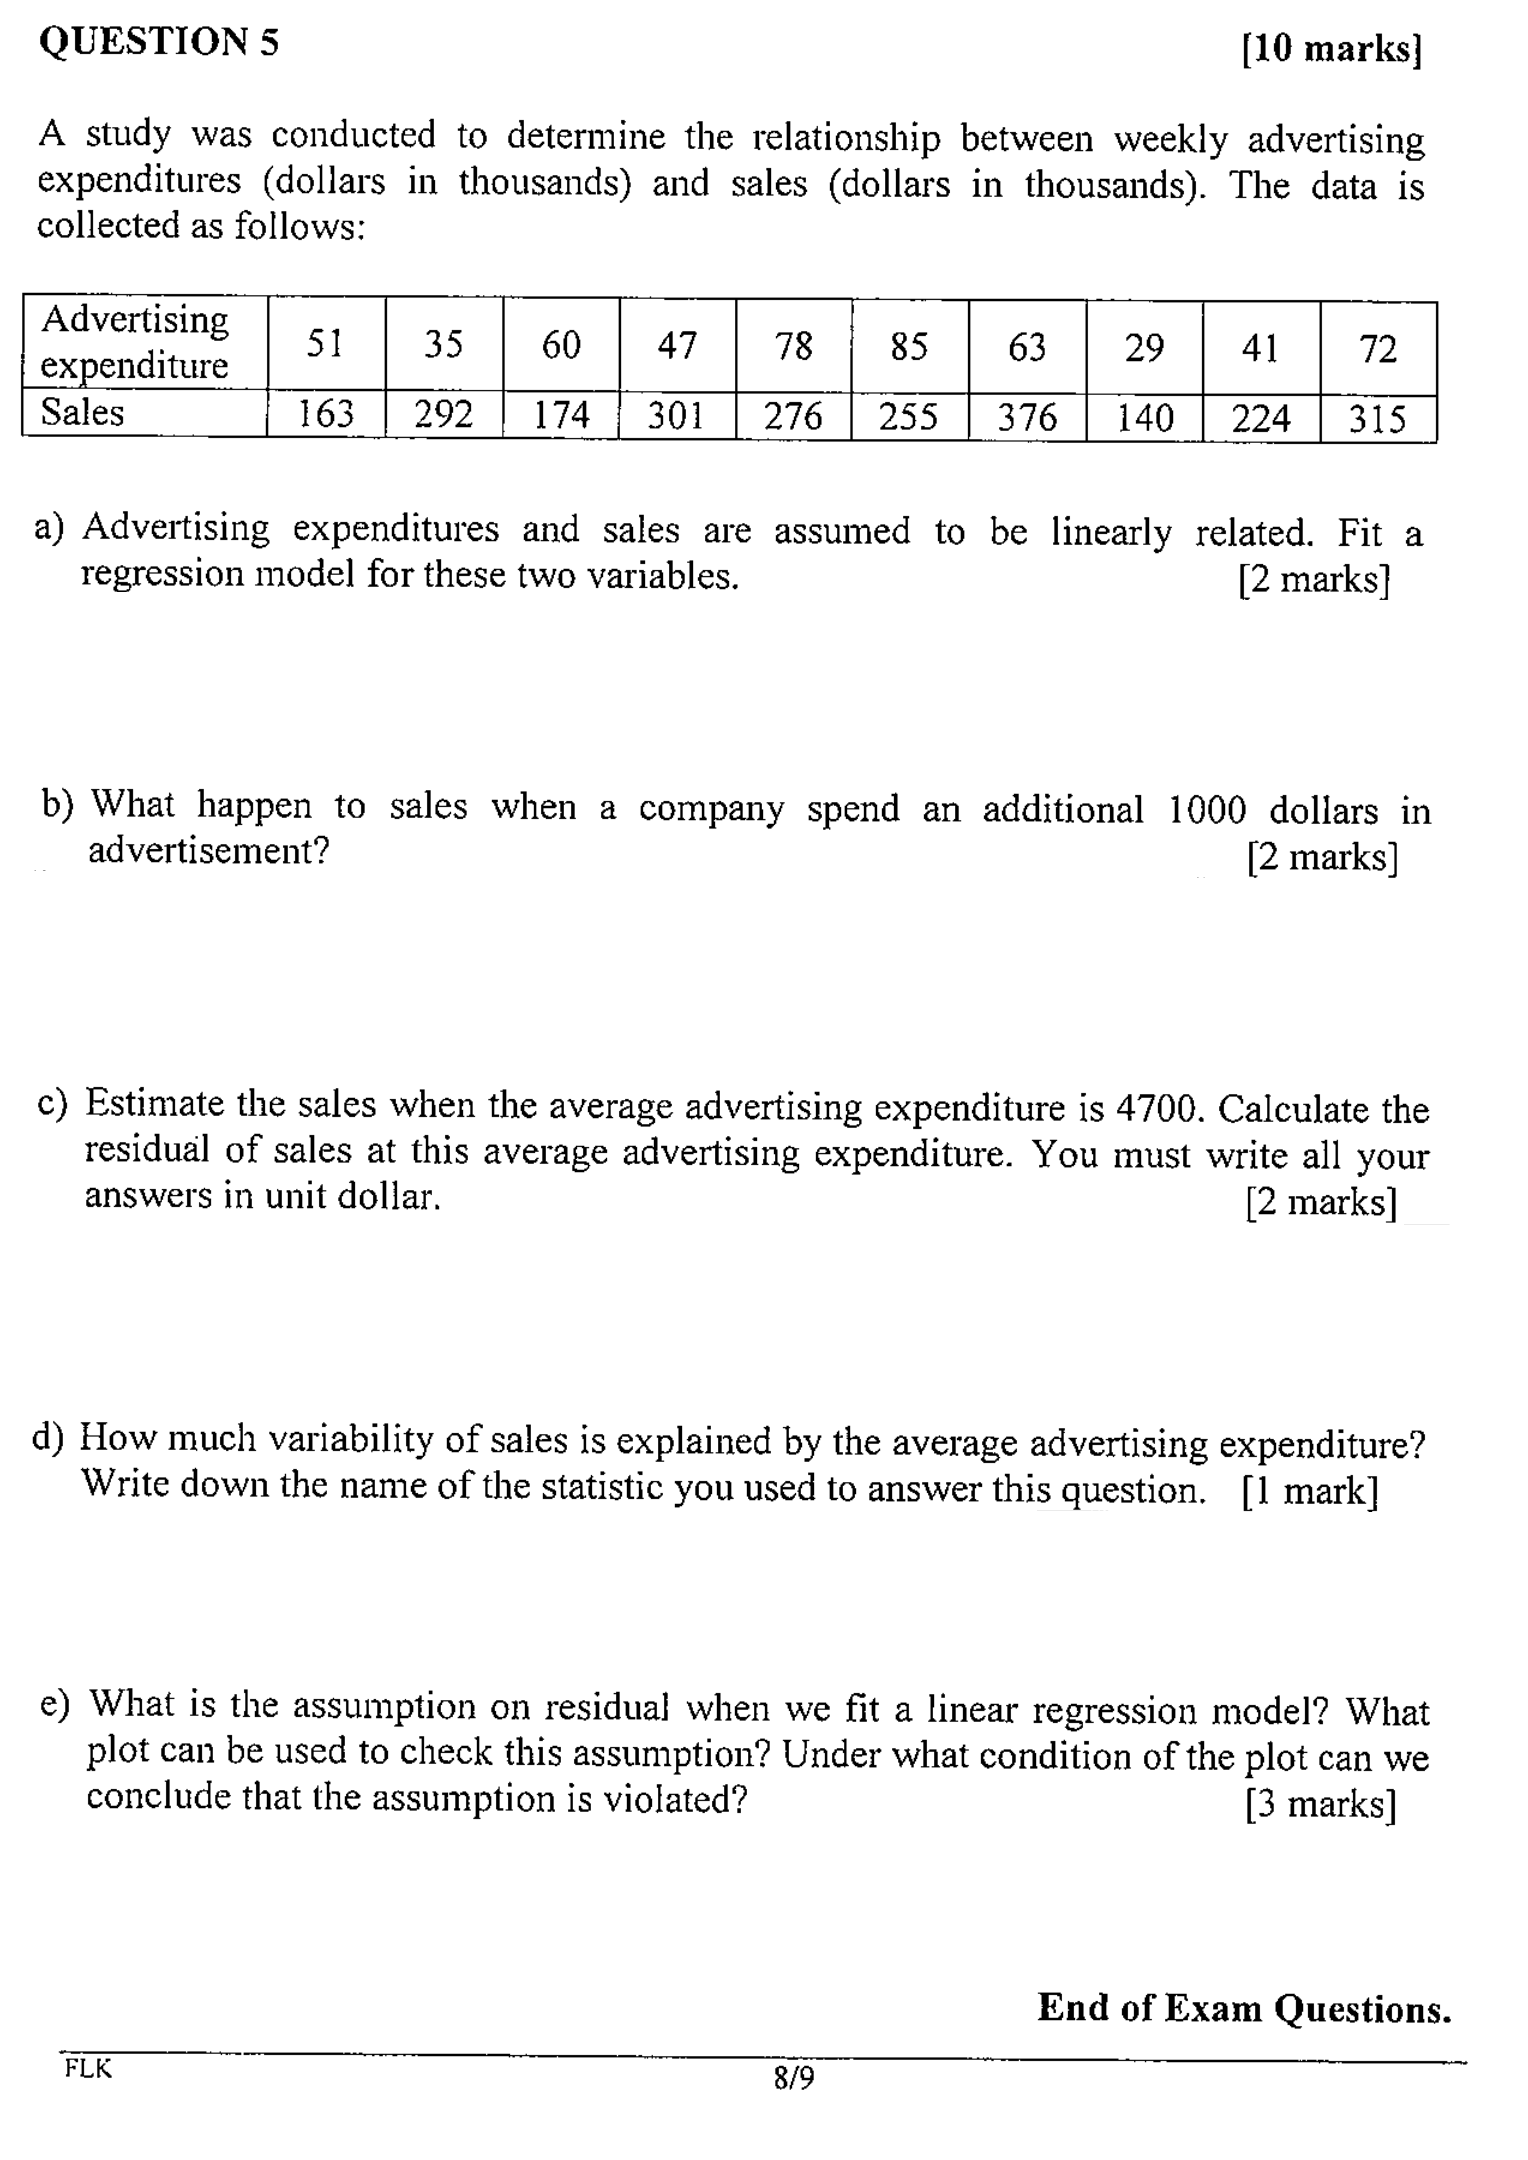 QUESTION 5 [10 marks]
A study was conducted to determine the relationship between weekly advertising
expenditures (dollars in thousands) and sales (dollars in thousands). The data is
collected as follows:
Advertising
expenditure 51 35 60 47 78 85 63 29 41 72
Sales 163 292 174 301 276 255 376 140 224 315
a) Advertising expenditures and sales are assumed to be linearly related. Fit a
regression model for these two variables. [2 marks]
b) What happen to sales when a company spend an additional 1000 dollars in
advertisement? [2 marks]
c) Estimate the sales when the average advertising expenditure is 4700. Calculate the
residual of sales at this average advertising expenditure. You must write all your
answers in unit dollar. [2 marks]
d) How much variability of sales is explained by the average advertising expenditure?
Write down the name of the statistic you used to answer this question. [1 mark]
e) What is the assumption on residual when we fit a linear regression model? What
plot can be used to check this assumption? Under what condition of the plot can we
conclude that the assumption is violated? [3 marks]
End of Exam Questions.
FLK
8/9